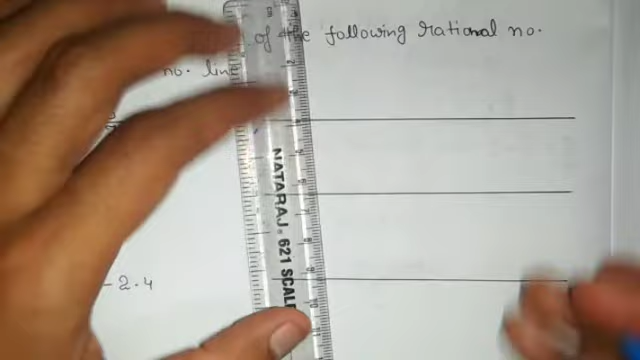 of the following rational no.
no. line
- 2.4
NATARAJ 621 SCALE